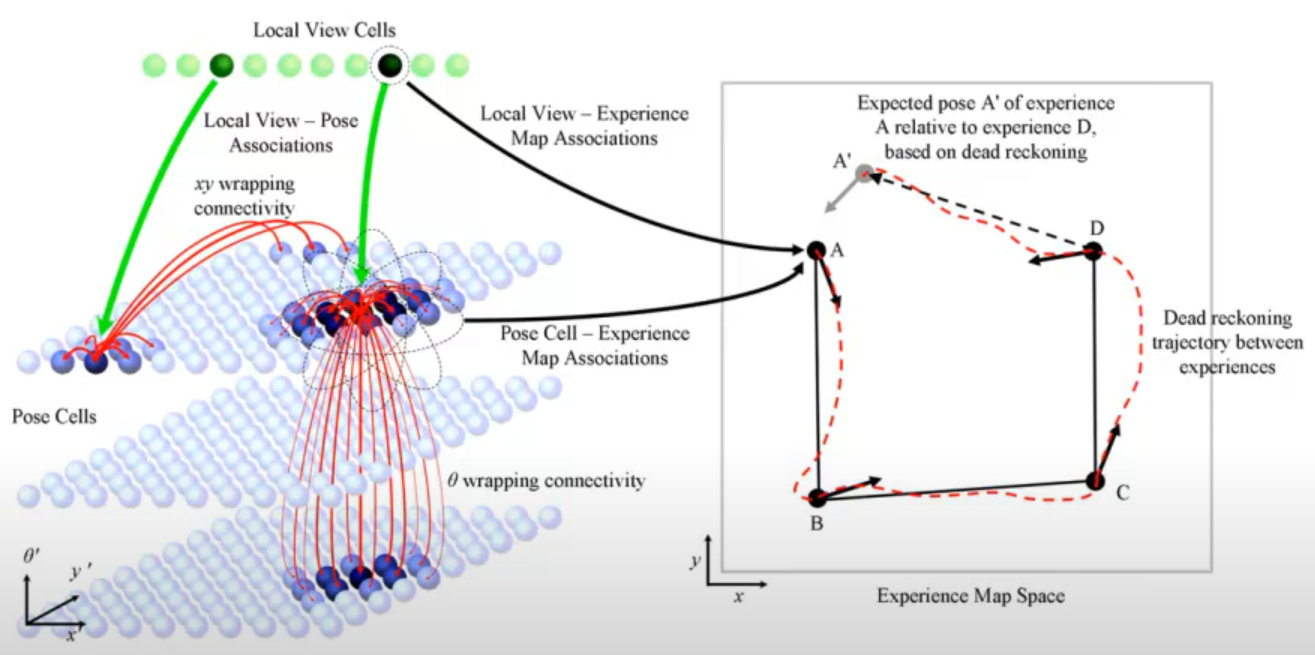 Local View Cells
Local View – Pose
Associations
Local View – Experience
Map Associations
xy wrapping
connectivity
Pose Cell – Experience
Map Associations
Pose Cells
θ wrapping connectivity
θ'
y'
x'
Expected pose A' of experience
A relative to experience D,
based on dead reckoning
A'
A
D
Dead reckoning
trajectory between
experiences
B
C
y
x
Experience Map Space